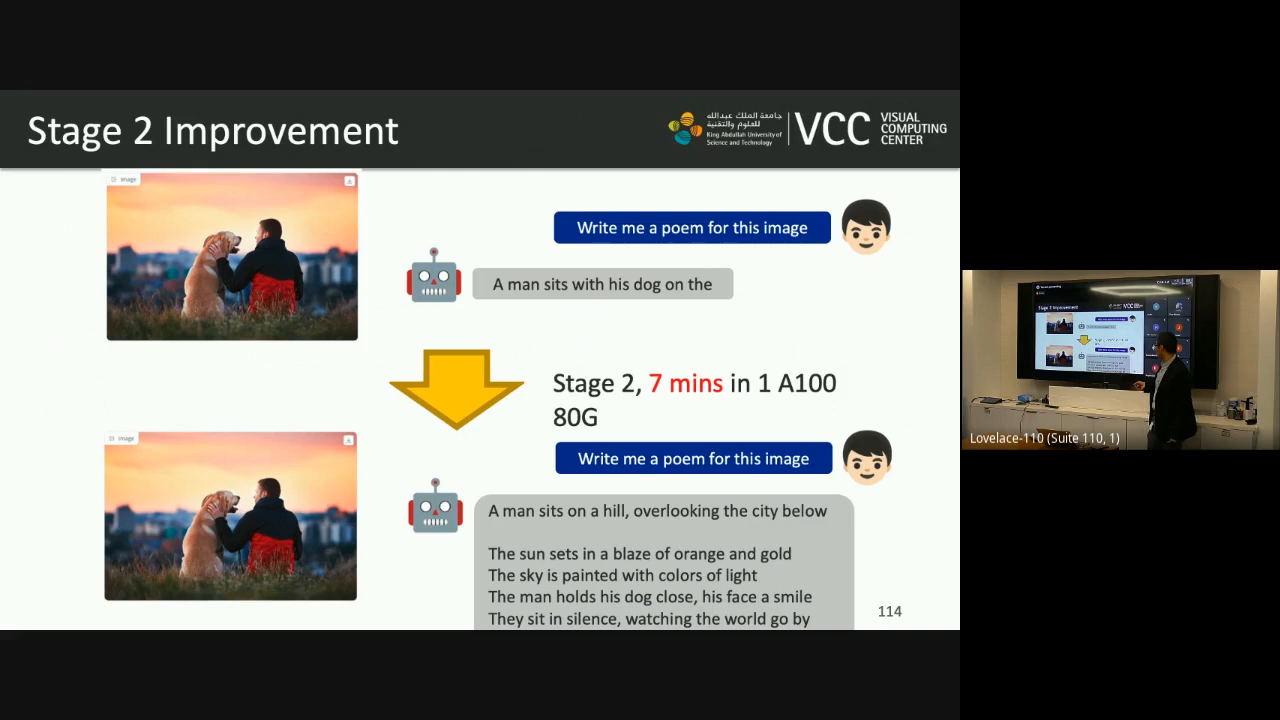 Stage 2 Improvement
جامعة الملك عبدالله
للعلوم والتقنية
King Abdullah University of
Science and Technology
VCC
VISUAL
COMPUTING
CENTER
Image
Write me a poem for this image
A man sits with his dog on the
Stage 2, 7 mins in 1 A100
80G
Image
Write me a poem for this image
A man sits on a hill, overlooking the city below
The sun sets in a blaze of orange and gold
The sky is painted with colors of light
The man holds his dog close, his face a smile
They sit in silence, watching the world go by
114
Stage 2 Improvement
VCC
Lovelace-110 (Suite 110, 1)